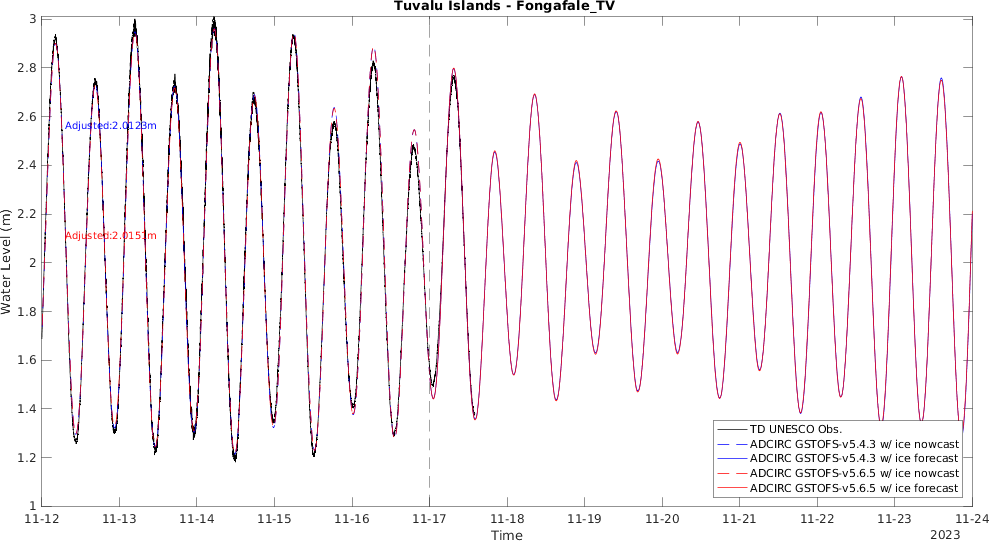 Tuvalu Islands - Fongafale_TV
3
2.8
2.6
2.4
2.2
2
1.8
1.6
1.4
1.2
1
Water Level (m)
Adjusted:2.0123m
Adjusted:2.0151m
TD UNESCO Obs.
ADCIRC GSTOFS-v5.4.3 w/ ice nowcast
ADCIRC GSTOFS-v5.4.3 w/ ice forecast
ADCIRC GSTOFS-v5.6.5 w/ ice nowcast
ADCIRC GSTOFS-v5.6.5 w/ ice forecast
11-12 11-13 11-14 11-15 11-16 11-17 11-18 11-19 11-20 11-21 11-22 11-23 11-24
Time
2023